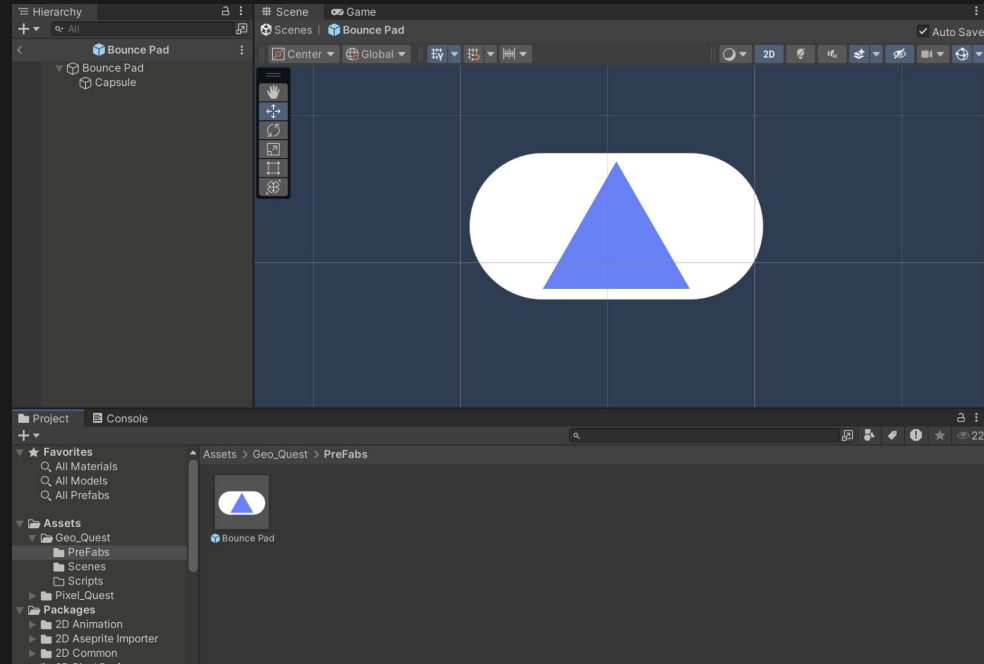 Hierarchy
# Scene
Game
+ All
Scenes | Bounce Pad
Auto Save
< Bounce Pad
Center
Global
2D
Bounce Pad
Capsule
Project
Console
22
Favorites
Assets > Geo_Quest > PreFabs
All Materials
All Models
All Prefabs
Bounce Pad
Assets
Geo_Quest
PreFabs
Scenes
Scripts
Pixel_Quest
Packages
2D Animation
2D Aseprite Importer
2D Common